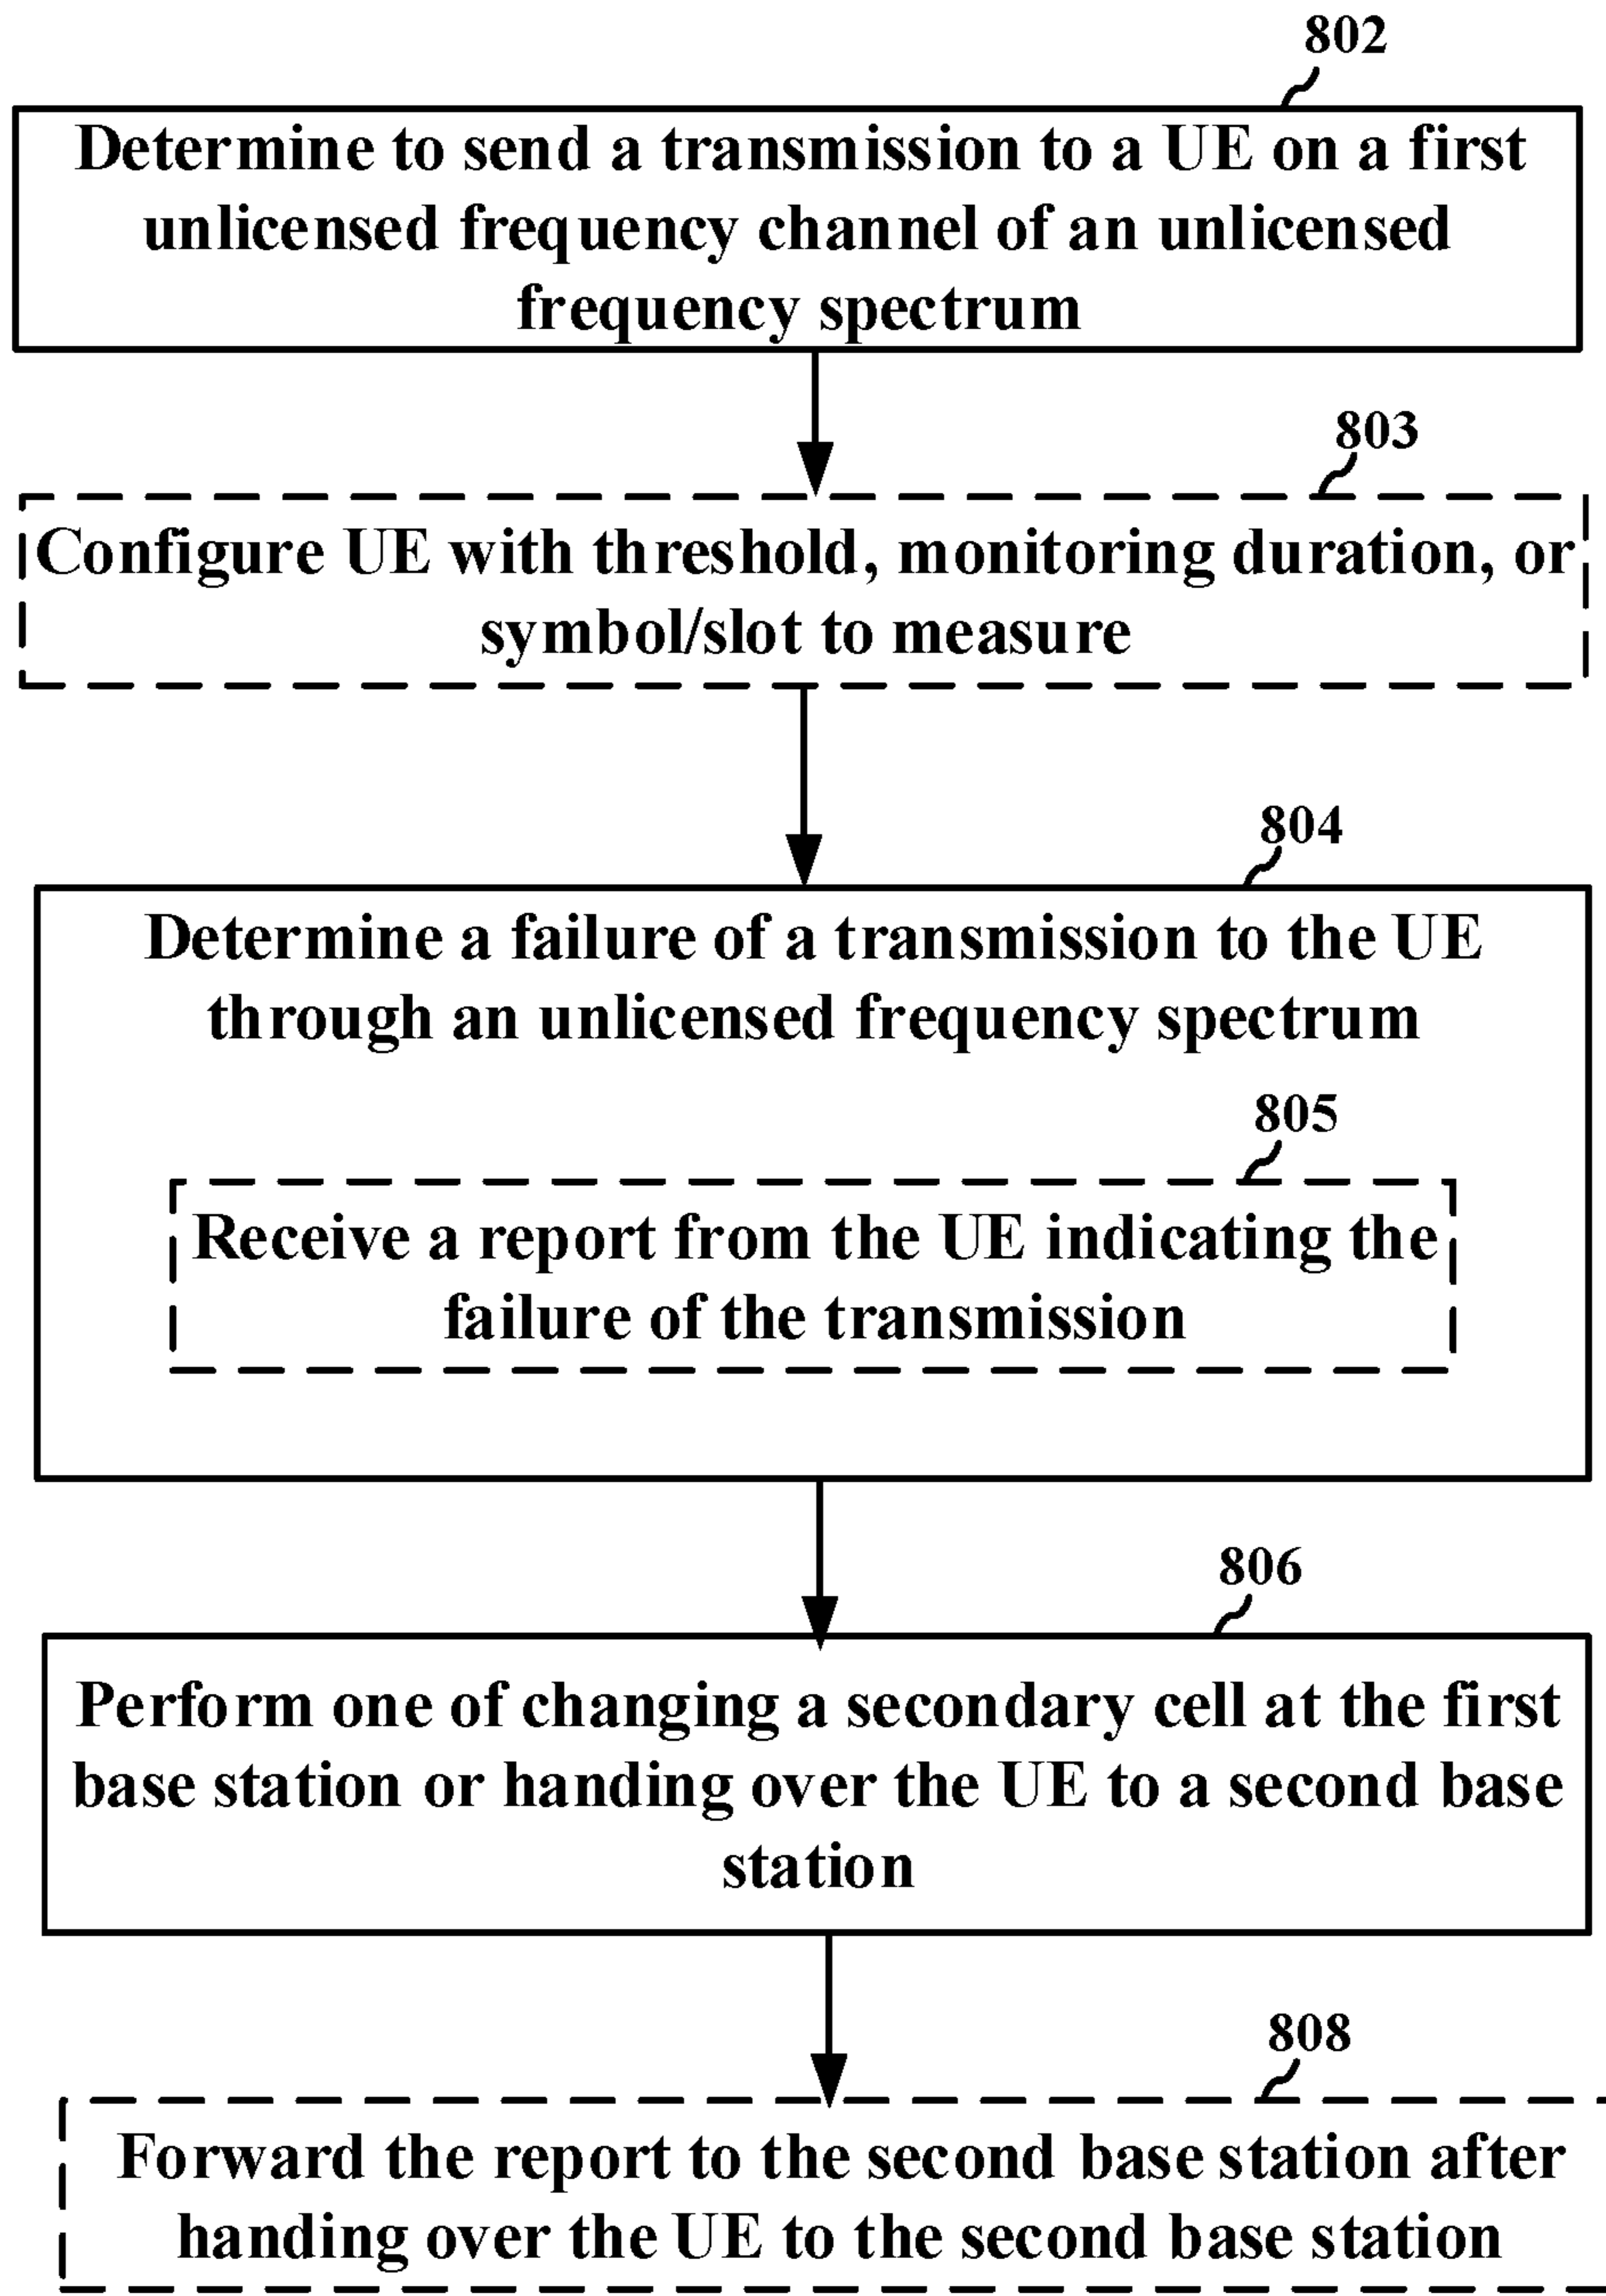 802
Determine to send a transmission to a UE on a first
unlicensed frequency channel of an unlicensed
frequency spectrum
803
Configure UE with threshold, monitoring duration, or
symbol/slot to measure
804
Determine a failure of a transmission to the UE
through an unlicensed frequency spectrum
805
Receive a report from the UE indicating the
failure of the transmission
806
Perform one of changing a secondary cell at the first
base station or handing over the UE to a second base
station
808
Forward the report to the second base station after
handing over the UE to the second base station